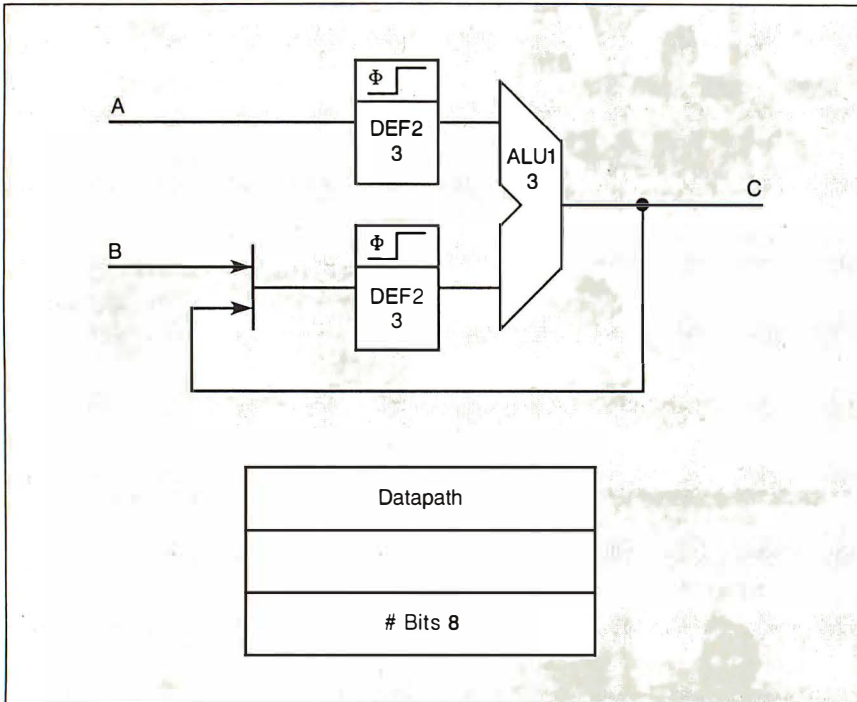 Φ
A
DEF2
3
ALU1
3
C
Φ
B
DEF2
3
Datapath
# Bits 8